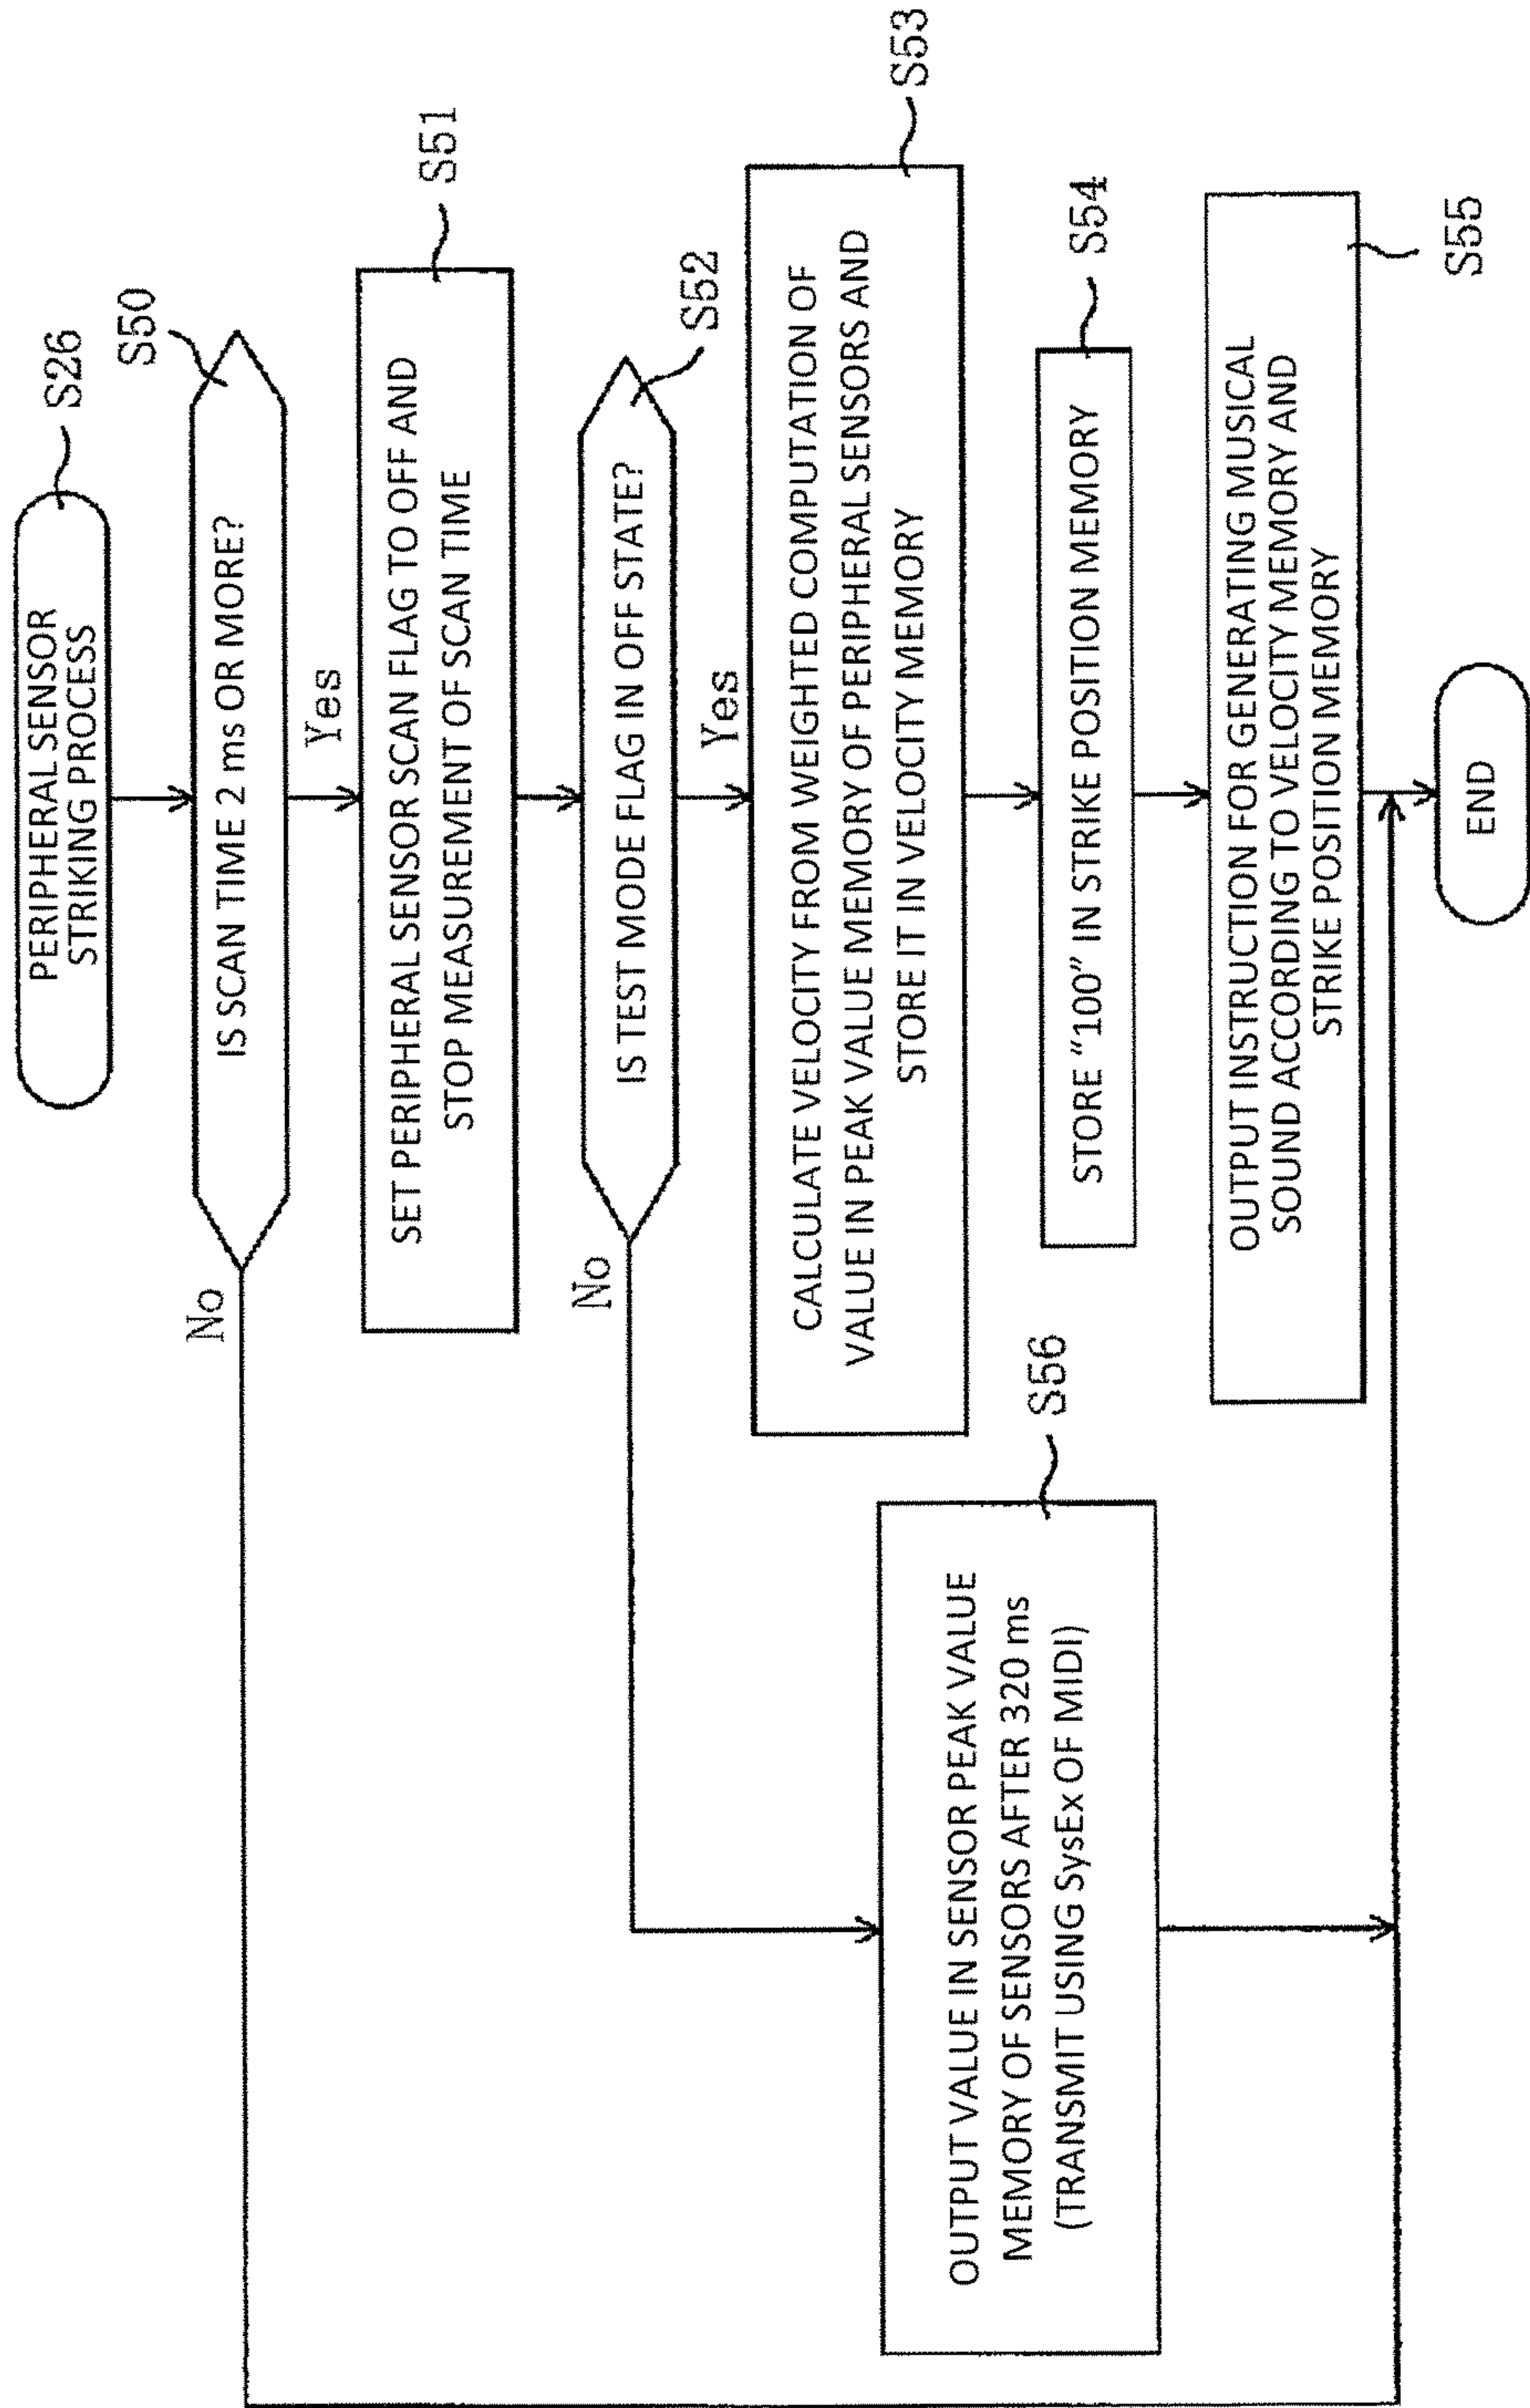 PERIPHERAL SENSOR
STRIKING PROCESS
S26
IS SCAN TIME 2 ms OR MORE?
S50
No
Yes
SET PERIPHERAL SENSOR SCAN FLAG TO OFF AND
STOP MEASUREMENT OF SCAN TIME
S51
IS TEST MODE FLAG IN OFF STATE?
S52
No
Yes
CALCULATE VELOCITY FROM WEIGHTED COMPUTATION OF
VALUE IN PEAK VALUE MEMORY OF PERIPHERAL SENSORS AND
STORE IT IN VELOCITY MEMORY
S53
STORE "100" IN STRIKE POSITION MEMORY
S54
OUTPUT INSTRUCTION FOR GENERATING MUSICAL
SOUND ACCORDING TO VELOCITY MEMORY AND
STRIKE POSITION MEMORY
S55
OUTPUT VALUE IN SENSOR PEAK VALUE
MEMORY OF SENSORS AFTER 320 ms
(TRANSMIT USING SysEx OF MIDI)
S56
END